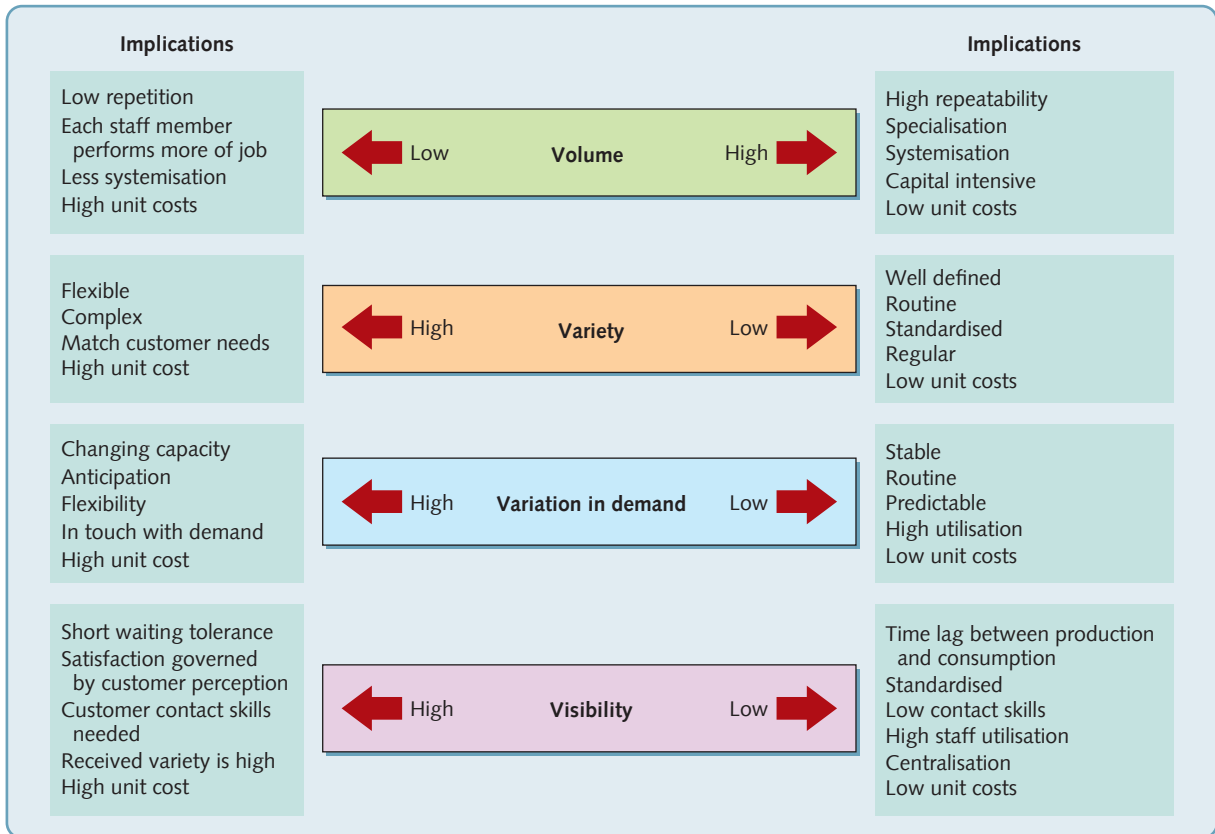 Implications
Implications
Low repetition
Each staff member
performs more of job
Less systemisation
High unit costs
Low
Volume
High
High repeatability
Specialisation
Systemisation
Capital intensive
Low unit costs
Flexible
Complex
Match customer needs
High unit cost
High
Variety
Low
Well defined
Routine
Standardised
Regular
Low unit costs
Changing capacity
Anticipation
Flexibility
In touch with demand
High unit cost
High
Variation in demand
Low
Stable
Routine
Predictable
High utilisation
Low unit costs
Short waiting tolerance
Satisfaction governed
by customer perception
Customer contact skills
needed
Received variety is high
High unit cost
High
Visibility
Low
Time lag between production
and consumption
Standardised
Low contact skills
High staff utilisation
Centralisation
Low unit costs